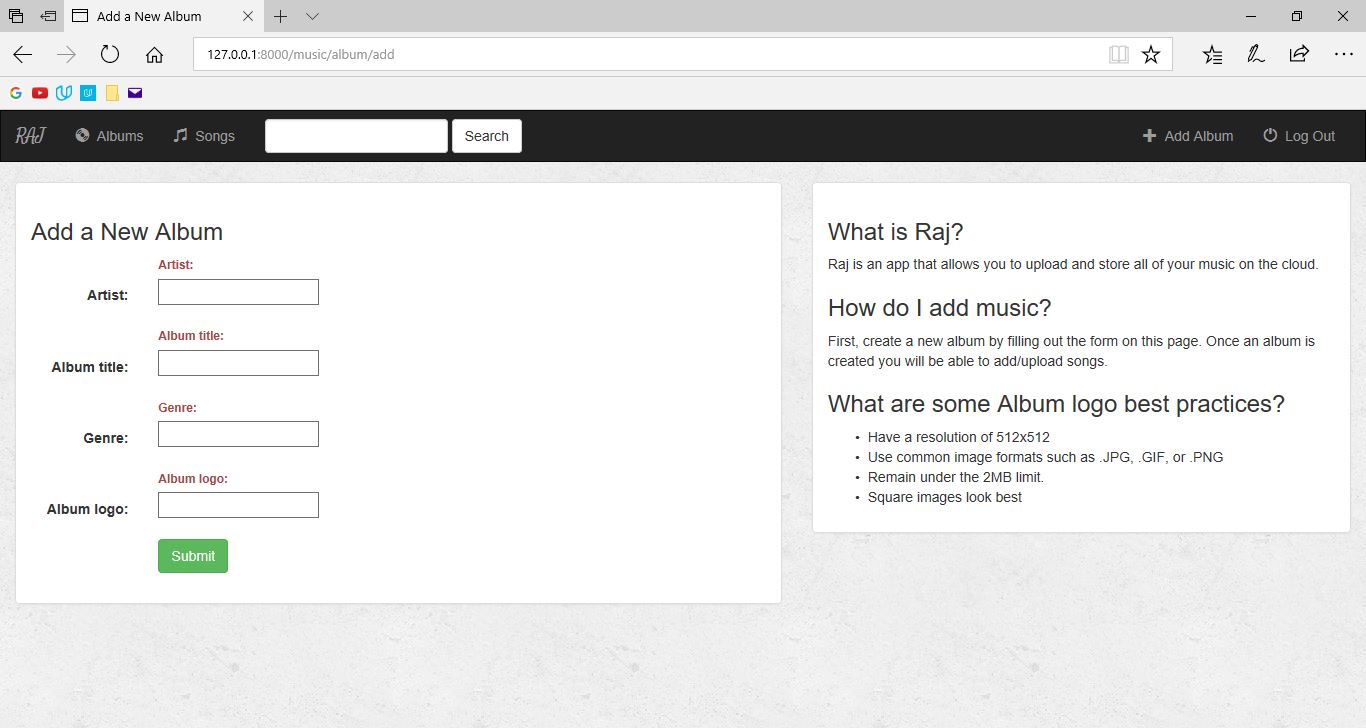 Add a New Album
127.0.0.1:8000/music/album/add
RAJ Albums Songs Search Add Album Log Out
Add a New Album
Artist:
Artist:
Album title:
Album title:
Genre:
Genre:
Album logo:
Album logo:
Submit
What is Raj?
Raj is an app that allows you to upload and store all of your music on the cloud.
How do I add music?
First, create a new album by filling out the form on this page. Once an album is
created you will be able to add/upload songs.
What are some Album logo best practices?
• Have a resolution of 512x512
• Use common image formats such as .JPG, .GIF, or .PNG
• Remain under the 2MB limit.
• Square images look best